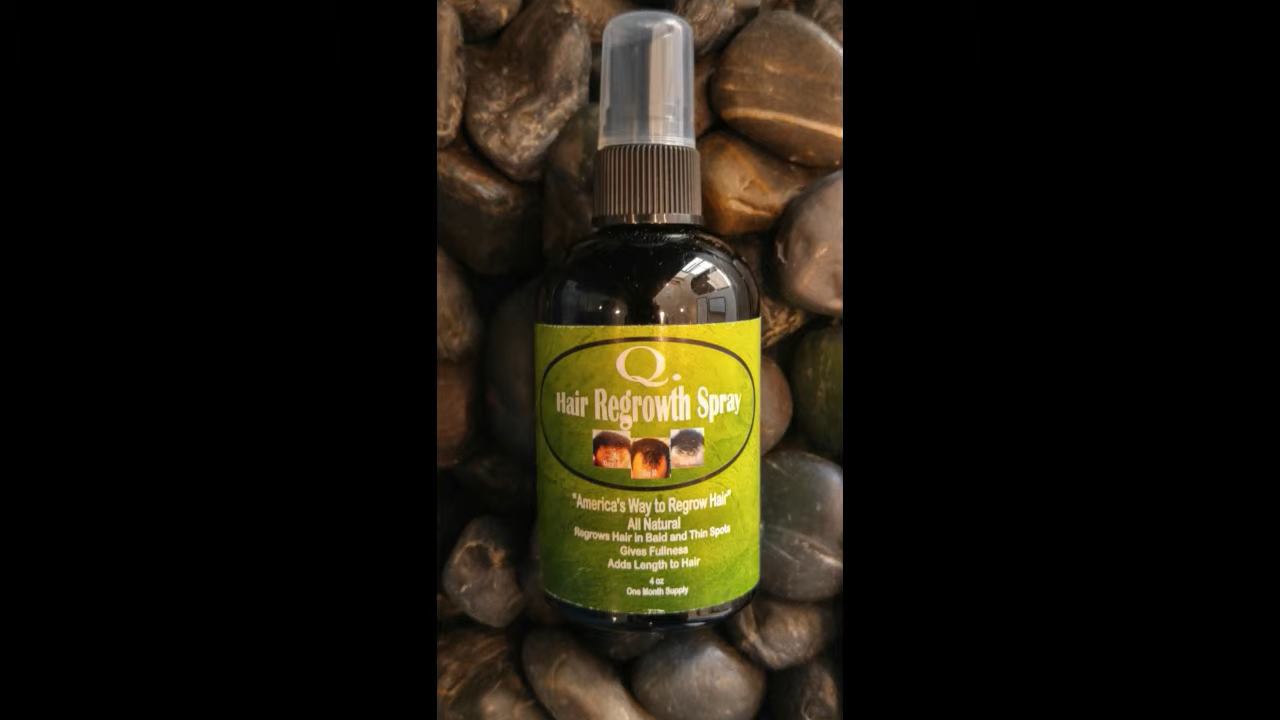 Q.
Hair Regrowth Spray
"America's Way to Regrow Hair"
All Natural
Regrows Hair in Bald and Thin Spots
Gives Fullness
Adds Length to Hair
4 oz
One Month Supply